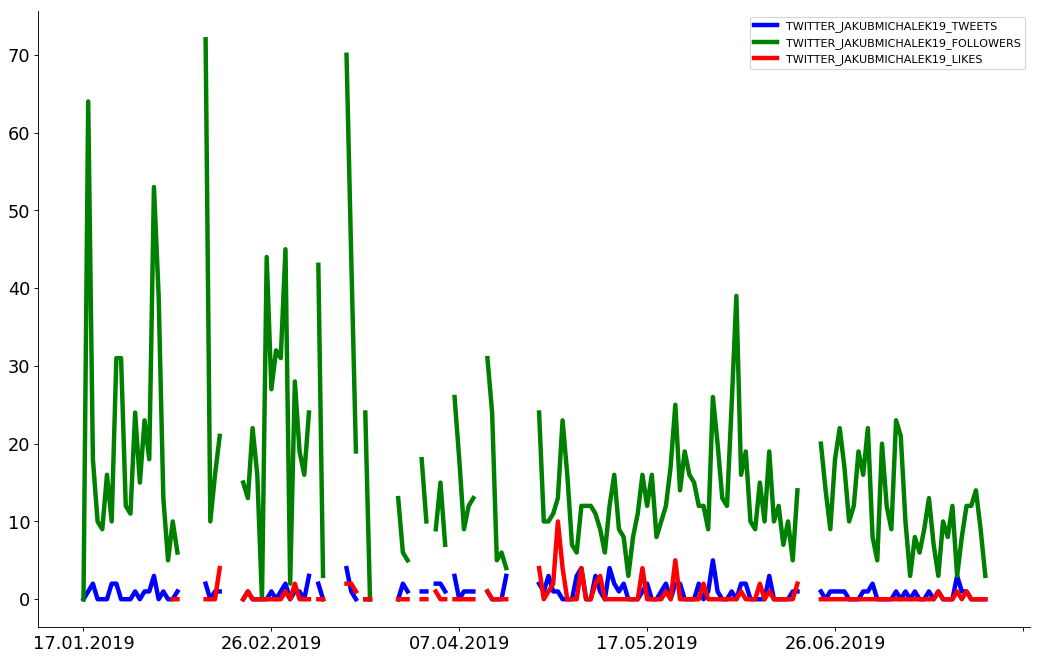 TWITTER_JAKUBMICHALEK19_TWEETS
TWITTER_JAKUBMICHALEK19_FOLLOWERS
TWITTER_JAKUBMICHALEK19_LIKES
70
60
50
40
30
20
10
0
17.01.2019 26.02.2019 07.04.2019 17.05.2019 26.06.2019